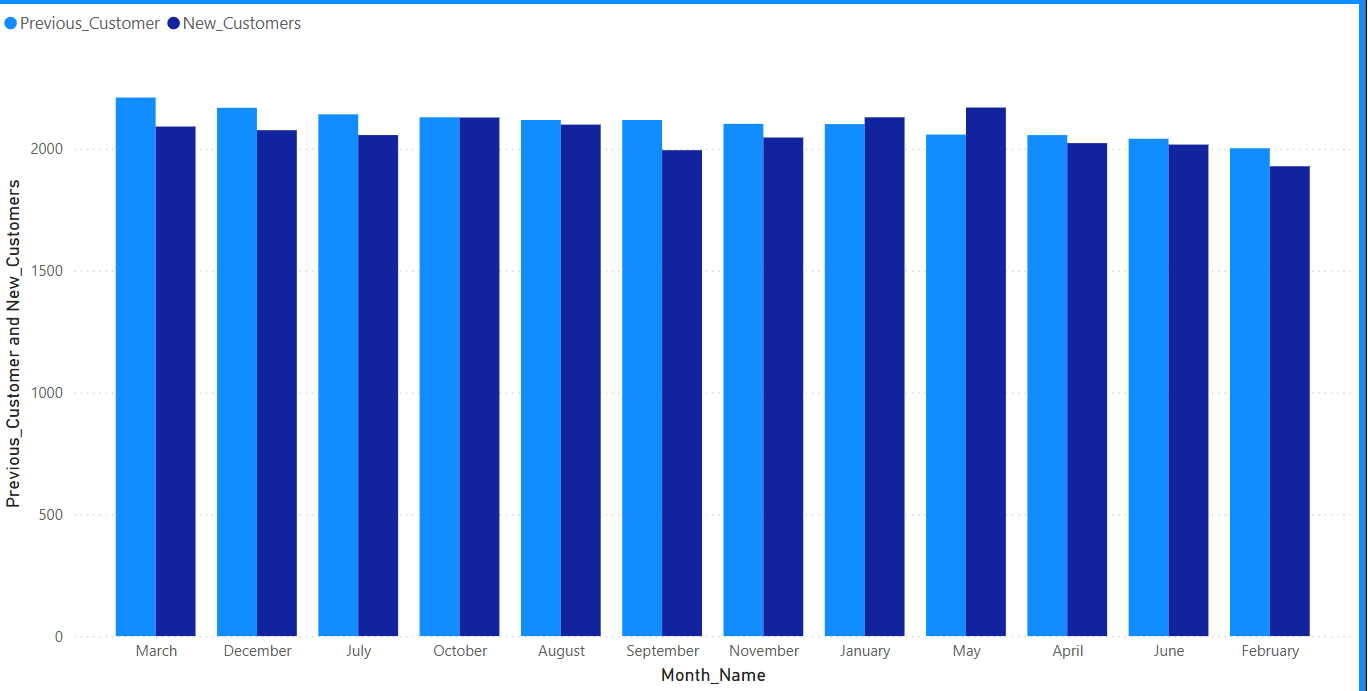 Previous_Customer New_Customers
Previous_Customer and New_Customers
2000
1500
1000
500
0
March December July October August September November January May April June February
Month_Name